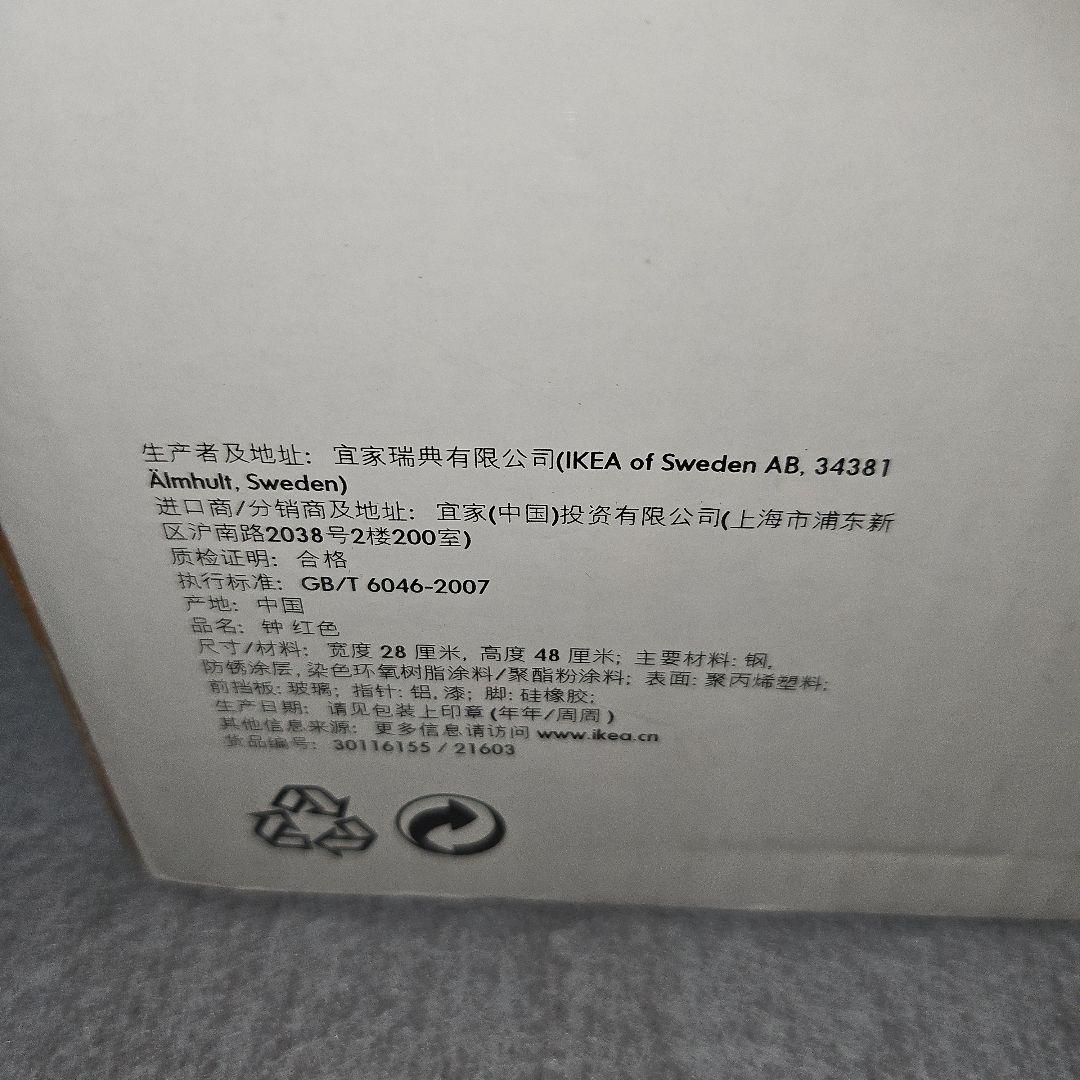 生产者及地址: 宜家瑞典有限公司(IKEA of Sweden AB, 34381
Älmhult, Sweden)
进口商/分销商及地址: 宜家(中国)投资有限公司(上海市浦东新
区沪南路2038号2楼200室)
质检证明: 合格
执行标准: GB/T 6046-2007
产地: 中国
品名: 钟 红色
尺寸/材料: 宽度 28 厘米, 高度 48 厘米; 主要材料: 钢,
防锈涂层, 染色环氧树脂涂料/聚酯粉涂料; 表面: 聚丙烯塑料;
前挡板: 玻璃; 指针: 铝, 漆; 脚: 硅橡胶;
生产日期: 请见包装上印章 (年年/周周)
其他信息来源: 更多信息请访问 www.ikea.cn
货品编号: 30116155 / 21603